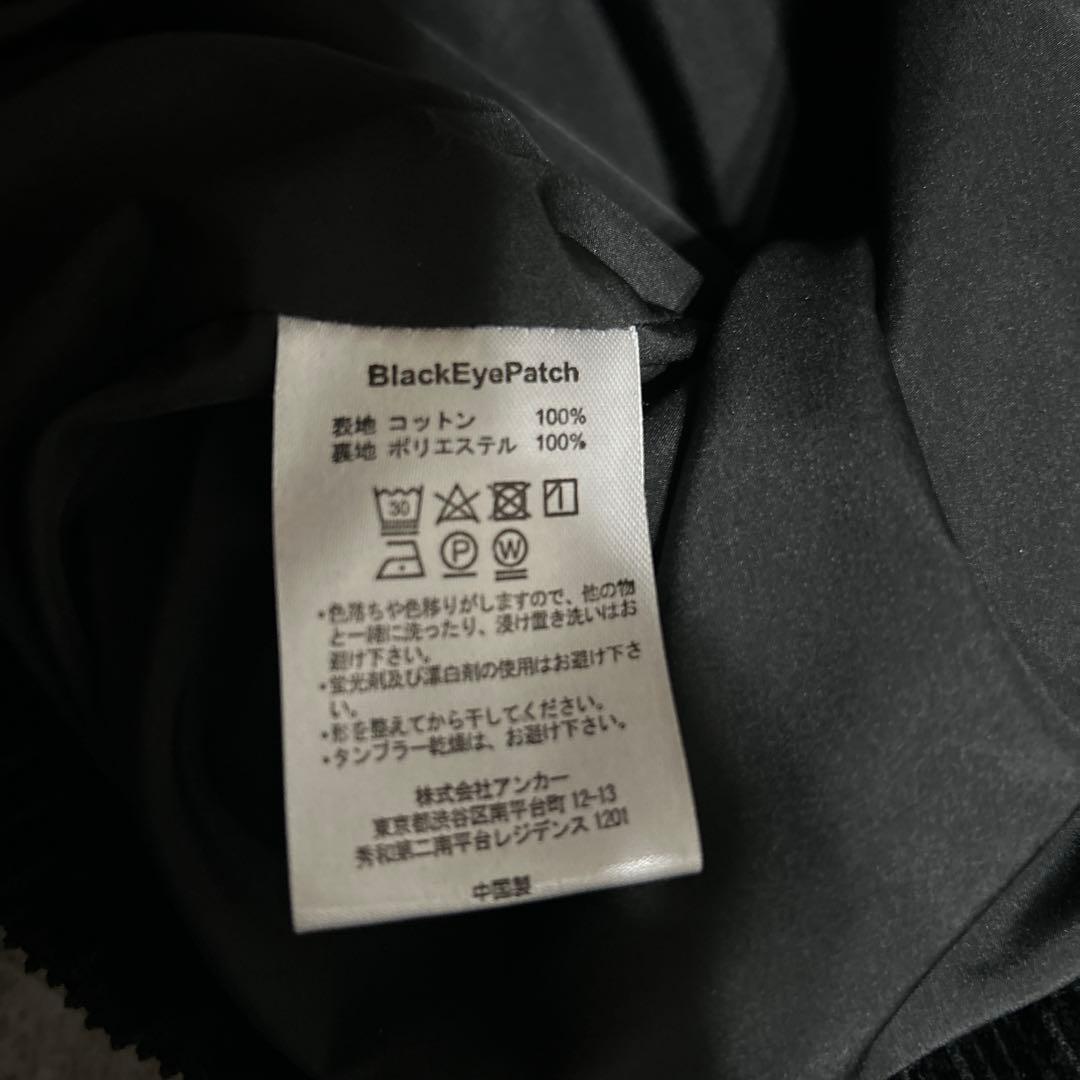 BlackEyePatch
表地 コットン 100%
裏地 ポリエステル 100%
30
P W
・色落ちや色移りがしますので、他の物
と一緒に洗ったり、浸け置き洗いはお
避け下さい。
・蛍光剤及び漂白剤の使用はお避け下さ
い。
・形を整えてから干してください。
・タンブラー乾燥は、お避け下さい。
株式会社アンカー
東京都渋谷区南平台町 12-13
秀和第二南平台レジデンス 1201
中国製